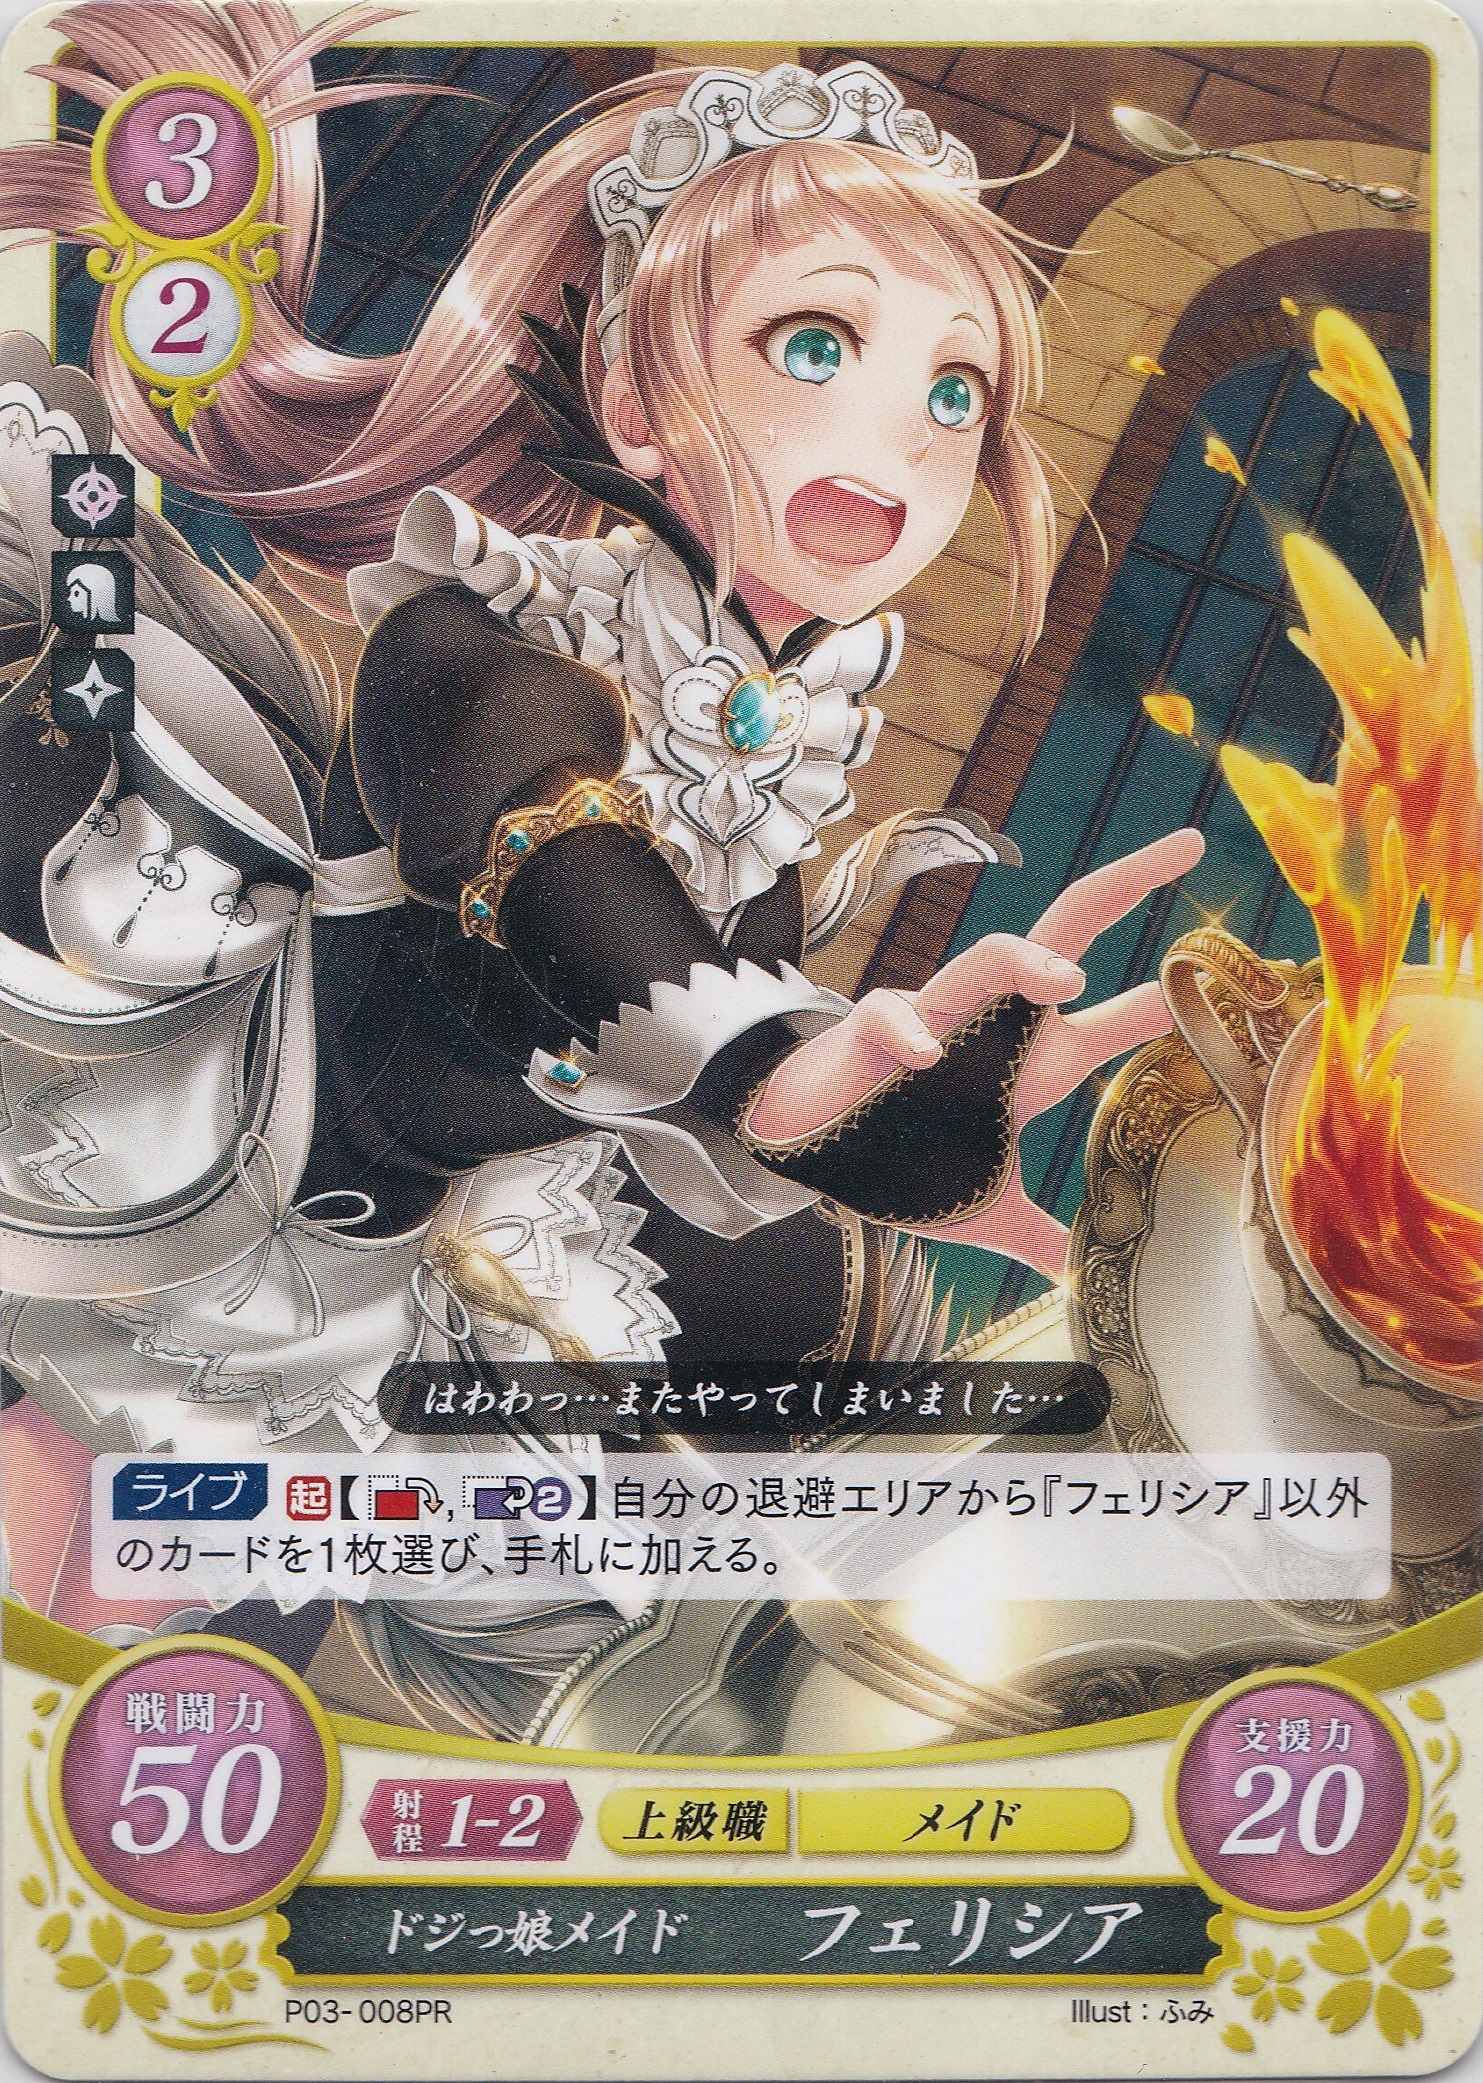 3
2
はわわっ…またやってしまいました…
ライブ 起【 , 2】自分の退避エリアから『フェリシア』以外
のカードを1枚選び、手札に加える。
戦闘力
50
射程 1-2
上級職
メイド
支援力
20
ドジっ娘メイド フェリシア
P03-008PR
Illust：ふみ